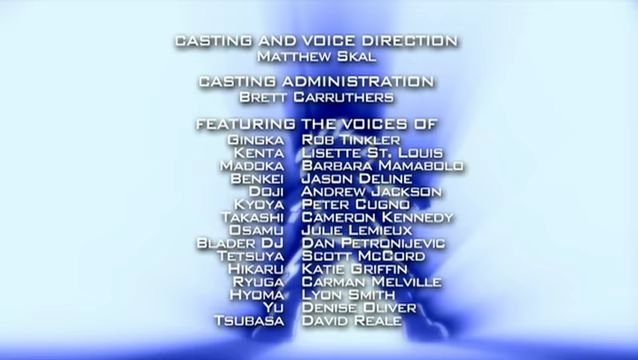 CASTING AND VOICE DIRECTION
MATTHEW SKAL
CASTING ADMINISTRATION
BRETT CARRUTHERS
FEATURING THE VOICES OF
GINGKA ROB TINKLER
KENTA LISETTE ST. LOUIS
MADOKA BARBARA MAMABOLO
BENKEI JASON DELINE
DOJI ANDREW JACKSON
KYOYA PETER CUGNO
TAKASHI CAMERON KENNEDY
OSAMU JULIE LEMIEUX
BLADER DJ DAN PETRONIJEVIC
TETSUYA SCOTT MCCORD
HIKARU KATIE GRIFFIN
RYUGA CARMAN MELVILLE
HYOMA LYON SMITH
YU DENISE OLIVER
TSUBASA DAVID REALE